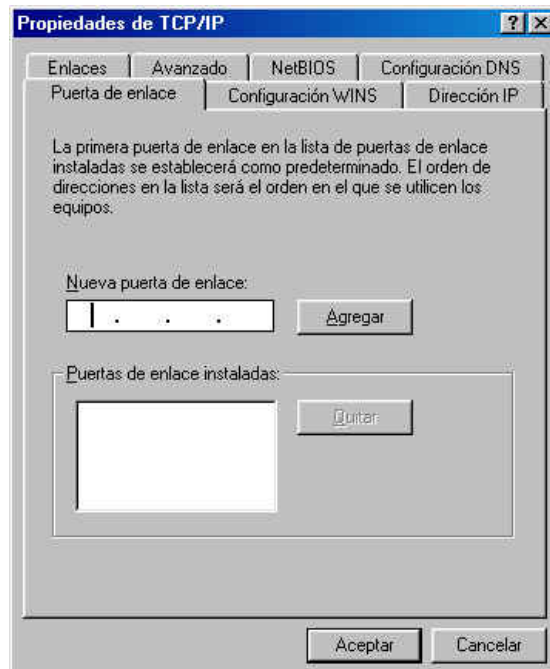 Propiedades de TCP/IP
Enlaces Avanzado NetBIOS Configuración DNS
Puerta de enlace Configuración WINS Dirección IP
La primera puerta de enlace en la lista de puertas de enlace
instaladas se establecerá como predeterminado. El orden de
direcciones en la lista será el orden en el que se utilicen los
equipos.
Nueva puerta de enlace:
. . .
Agregar
Puertas de enlace instaladas:
Quitar
Aceptar Cancelar